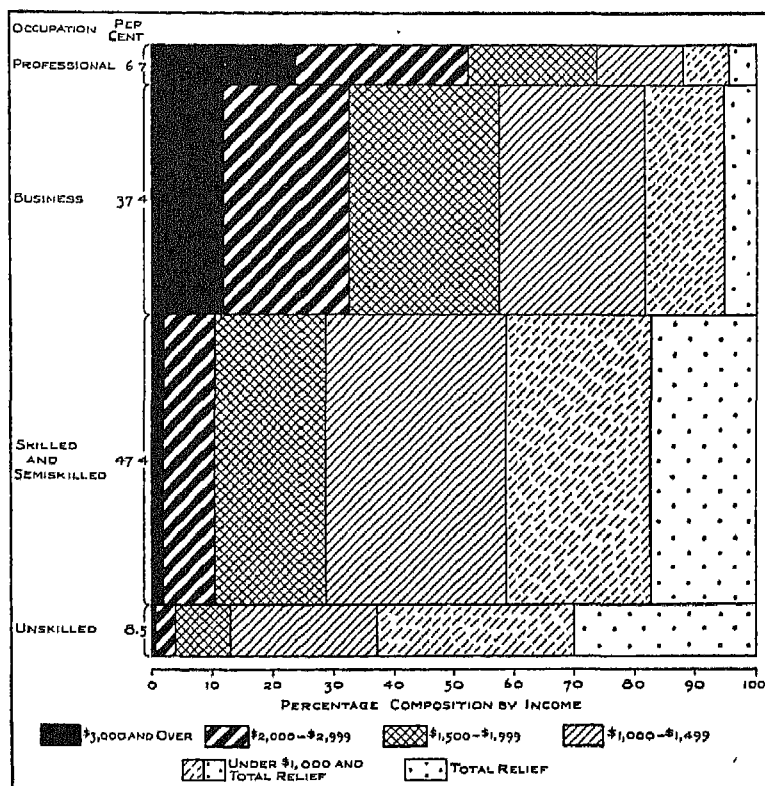 OCCUPATION PER CENT
PROFESSIONAL 6 7
BUSINESS 37 4
SKILLED AND SEMISKILLED 47 4
UNSKILLED 8.5
0 10 20 30 40 50 60 70 80 90 100
PERCENTAGE COMPOSITION BY INCOME
$3,000 AND OVER $2,000-$2,999 $1,500-$1,999 $1,000-$1,499
UNDER $1,000 AND TOTAL RELIEF TOTAL RELIEF